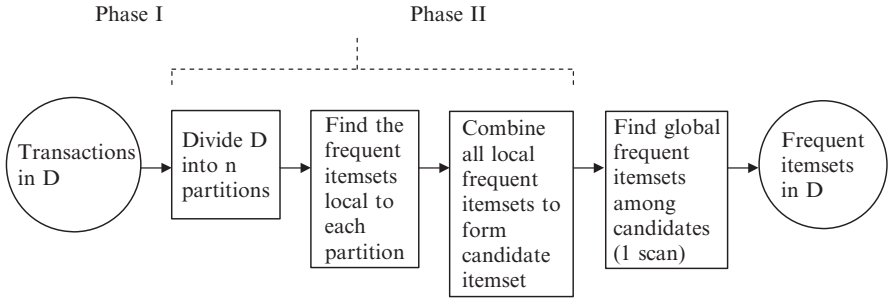 Phase I
Phase II
Transactions
in D
Divide D
into n
partitions
Find the
frequent
itemsets
local to
each
partition
Combine
all local
frequent
itemsets to
form
candidate
itemset
Find global
frequent
itemsets
among
candidates
(1 scan)
Frequent
itemsets
in D